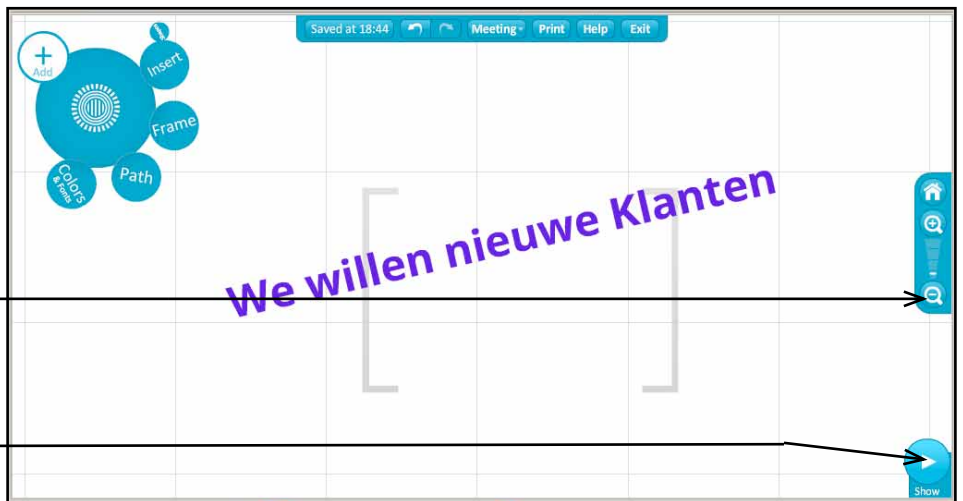 Saved at 18:44 Meeting Print Help Exit
Add
Insert
Frame
Path
Colors
& Fonts
We willen nieuwe Klanten
Show